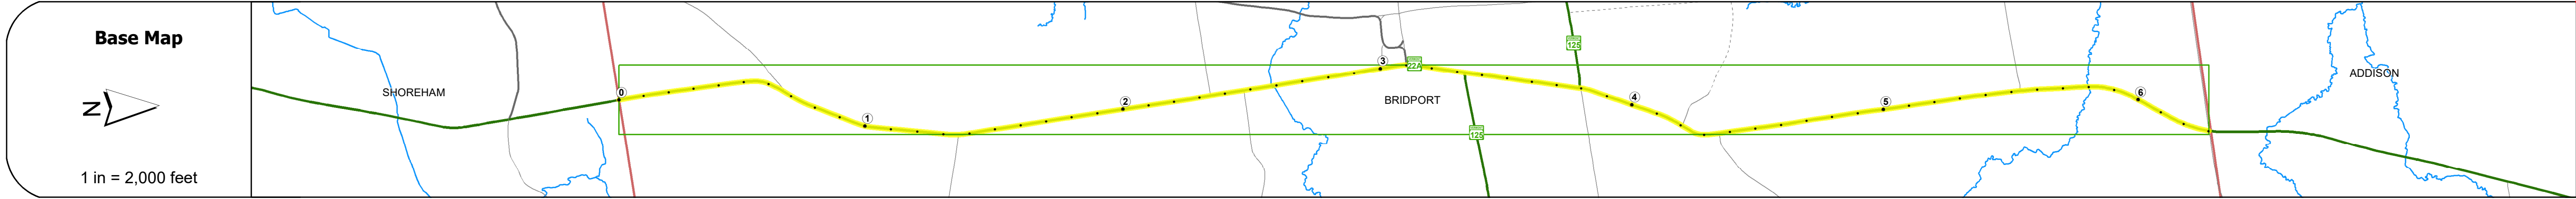 Base Map
N
1 in = 2,000 feet
SHOREHAM
0
1
2
3
22A
BRIDPORT
125
125
4
5
6
ADDISON